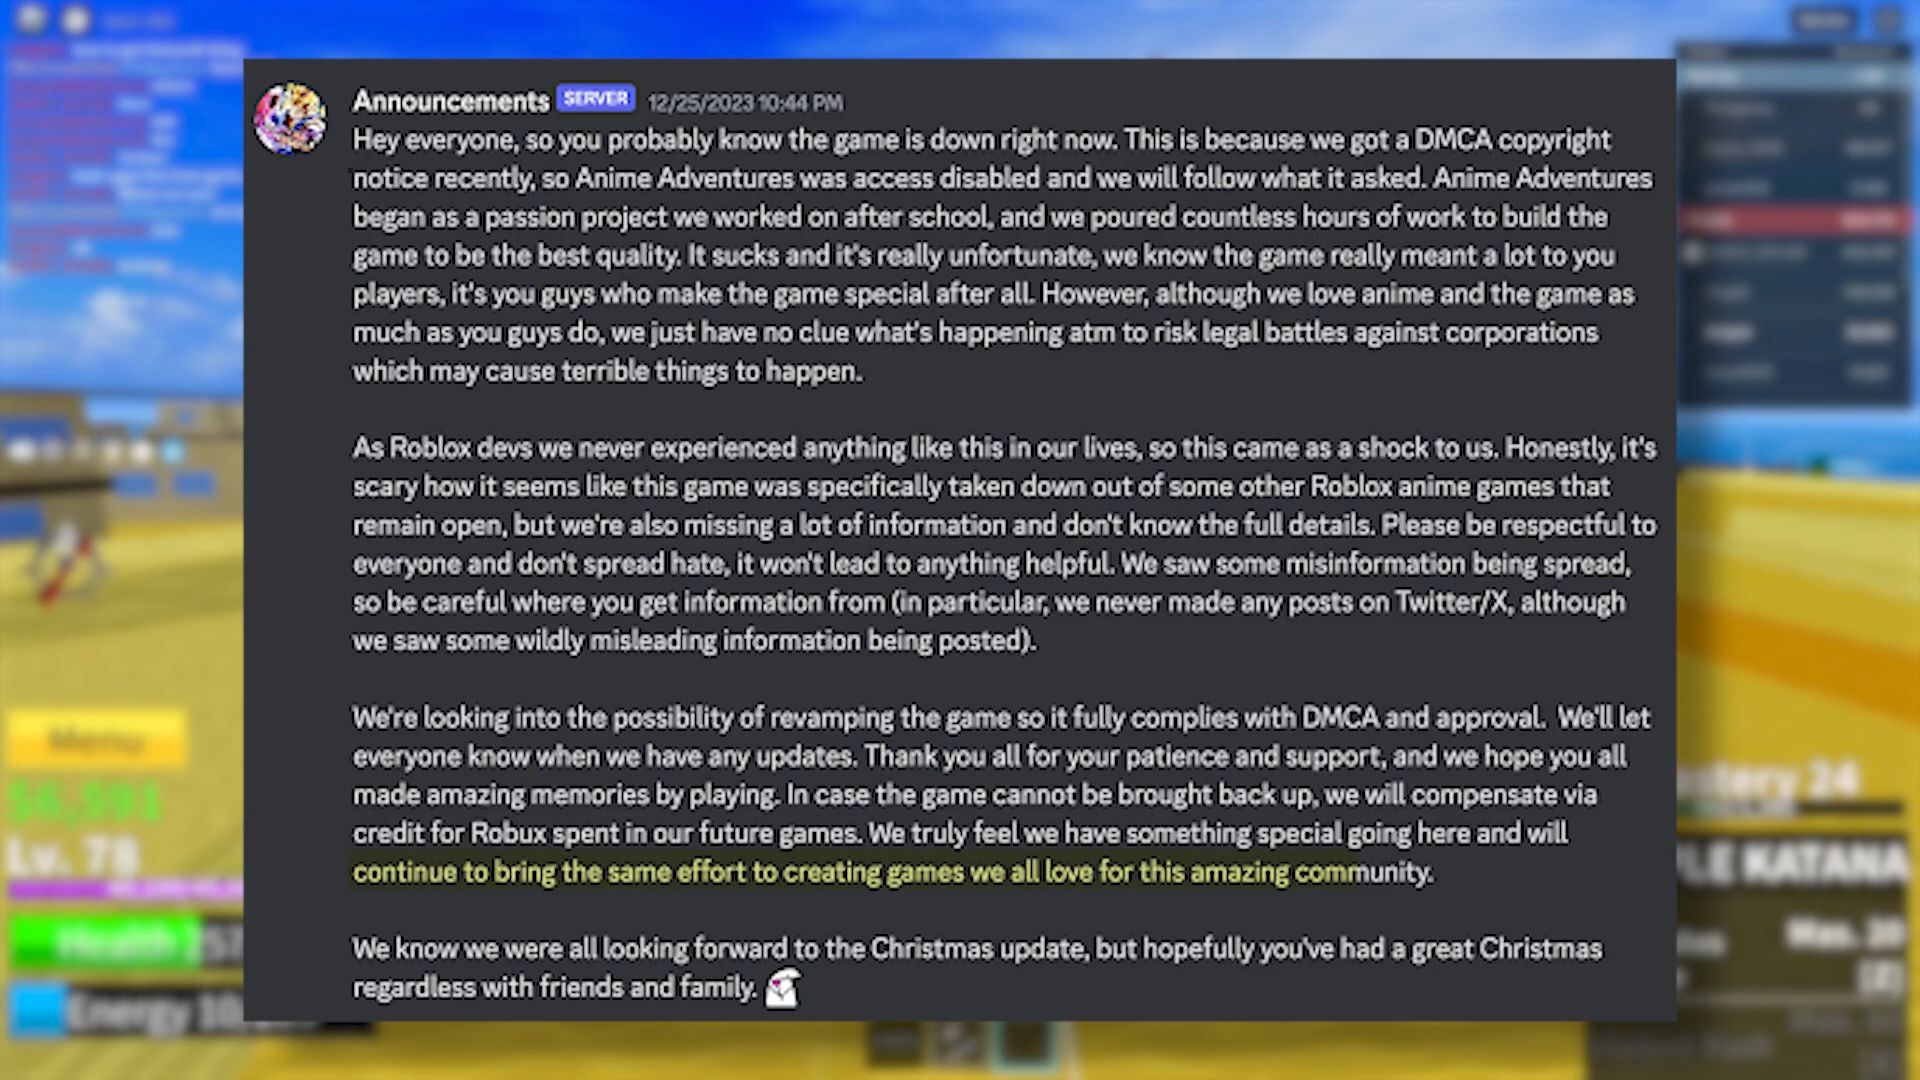 Announcements SERVER 12/25/2023 10:44 PM
Hey everyone, so you probably know the game is down right now. This is because we got a DMCA copyright
notice recently, so Anime Adventures was access disabled and we will follow what it asked. Anime Adventures
began as a passion project we worked on after school, and we poured countless hours of work to build the
game to be the best quality. It sucks and it's really unfortunate, we know the game really meant a lot to you
players, it's you guys who make the game special after all. However, although we love anime and the game as
much as you guys do, we just have no clue what's happening atm to risk legal battles against corporations
which may cause terrible things to happen.
As Roblox devs we never experienced anything like this in our lives, so this came as a shock to us. Honestly, it's
scary how it seems like this game was specifically taken down out of some other Roblox anime games that
remain open, but we're also missing a lot of information and don't know the full details. Please be respectful to
everyone and don't spread hate, it won't lead to anything helpful. We saw some misinformation being spread,
so be careful where you get information from (in particular, we never made any posts on Twitter/X, although
we saw some wildly misleading information being posted).
We're looking into the possibility of revamping the game so it fully complies with DMCA and approval.  We'll let
everyone know when we have any updates. Thank you all for your patience and support, and we hope you all
made amazing memories by playing. In case the game cannot be brought back up, we will compensate via
credit for Robux spent in our future games. We truly feel we have something special going here and will
continue to bring the same effort to creating games we all love for this amazing community.
We know we were all looking forward to the Christmas update, but hopefully you've had a great Christmas
regardless with friends and family.
Menu
$6,591
Lv. 78
Health
Energy
24
KATANA
Mas. 20
[Z]